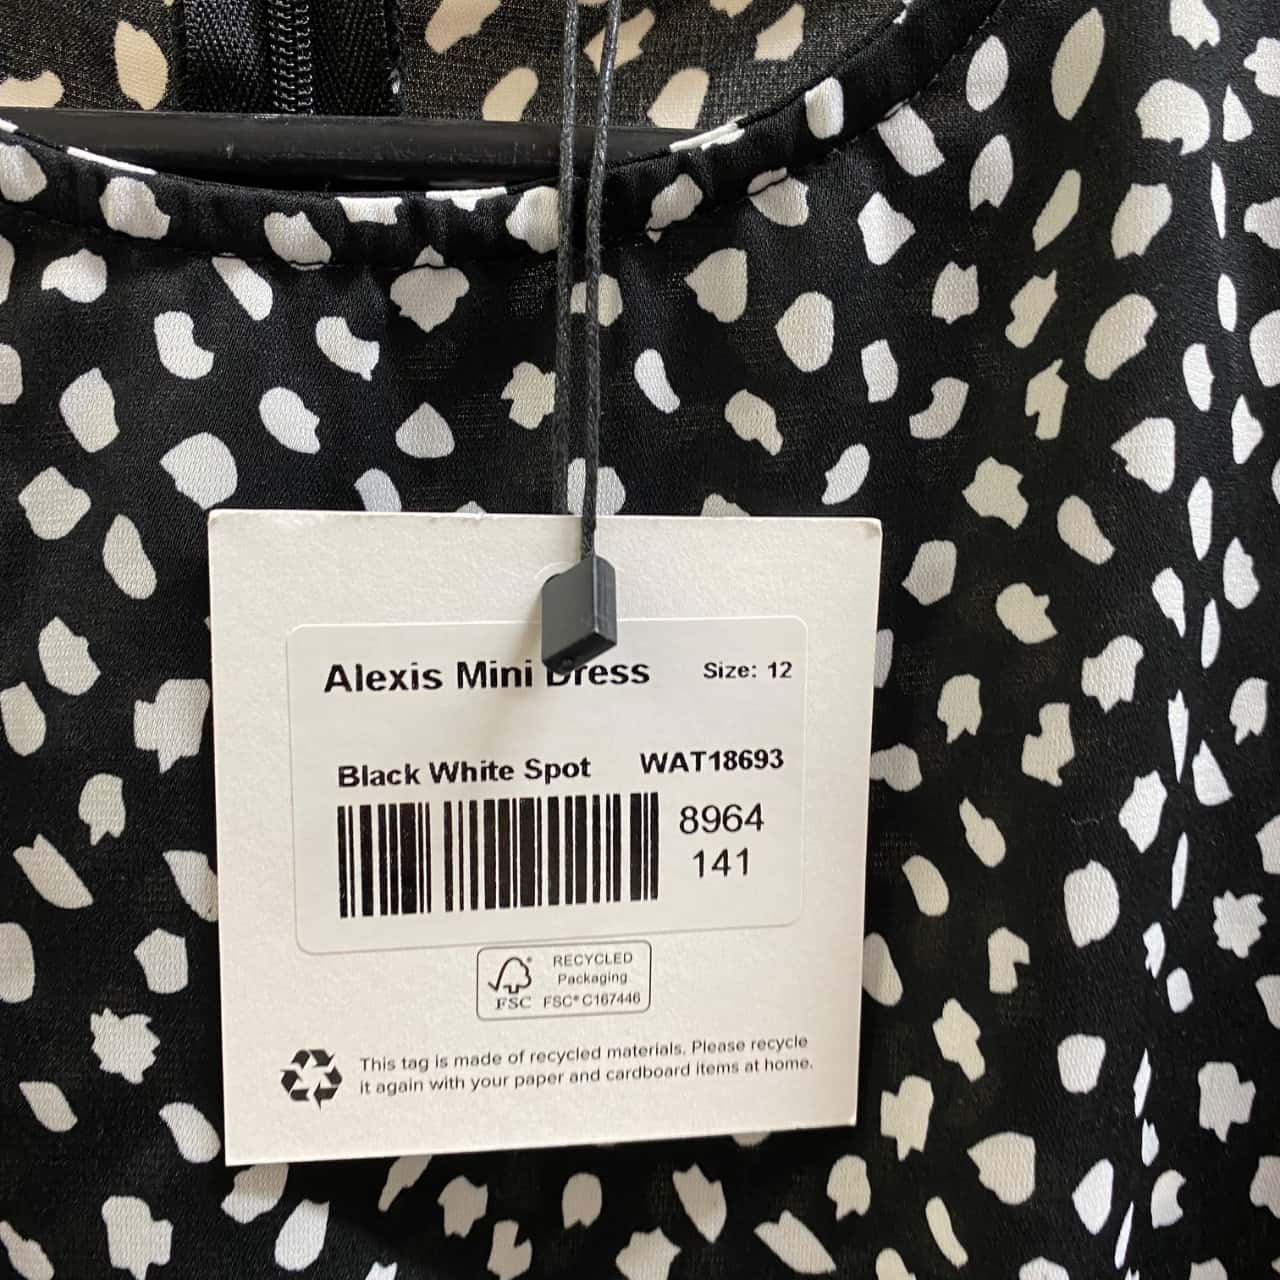 Alexis Mini Dress Size: 12
Black White Spot WAT18693
8964
141
RECYCLED
Packaging
FSC FSC® C167446
This tag is made of recycled materials. Please recycle
it again with your paper and cardboard items at home.